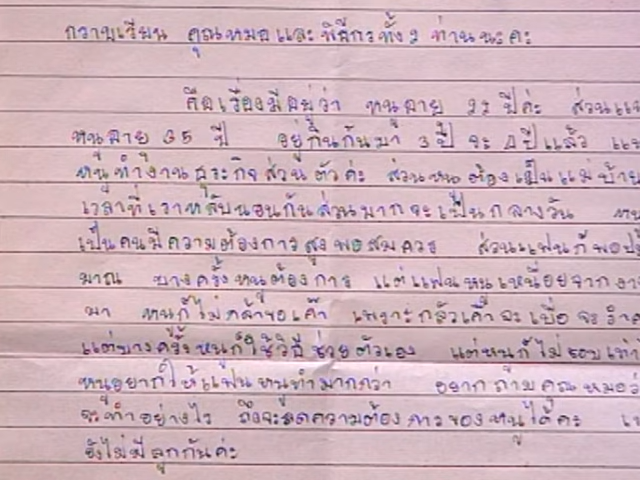 กราบเรียน คุณหมอและพิธีกรทั้ง 2 ท่านนะคะ
คือเรื่องมีอยู่ว่า หนูอายุ 22 ปีค่ะ ส่วนแฟน
หนูอายุ 35 ปี อยู่กินกันมา 3 ปี จะ 4 ปีแล้ว
หนูทำงานธุระกิจส่วนตัวค่ะ ส่วนหนูต้องเป็นแม่บ้าน
เวลาที่เราหลับนอนกันส่วนมากจะเป็นกลางวัน
เป็นคนมีความต้องการสูงพอสมควร ส่วนแฟนก็พอ
มาณ บางครั้งหนูต้องการ แต่แฟนหนูเหนื่อยจาก
มา หนูก็ไม่กล้าขอเค้า เพราะกลัวเค้าจะเบื่อ จะรำ
แต่บางครั้งหนูก็ใช้วิธีช่วยตัวเอง แต่หนูก็ไม่ชอบ
หนูอยากให้แฟนหนูทำมากกว่า อยากถามคุณหมอ
จะทำอย่างไร ถึงจะลดความต้องการของหนูได้คะ
ยังไม่มีลูกกันค่ะ